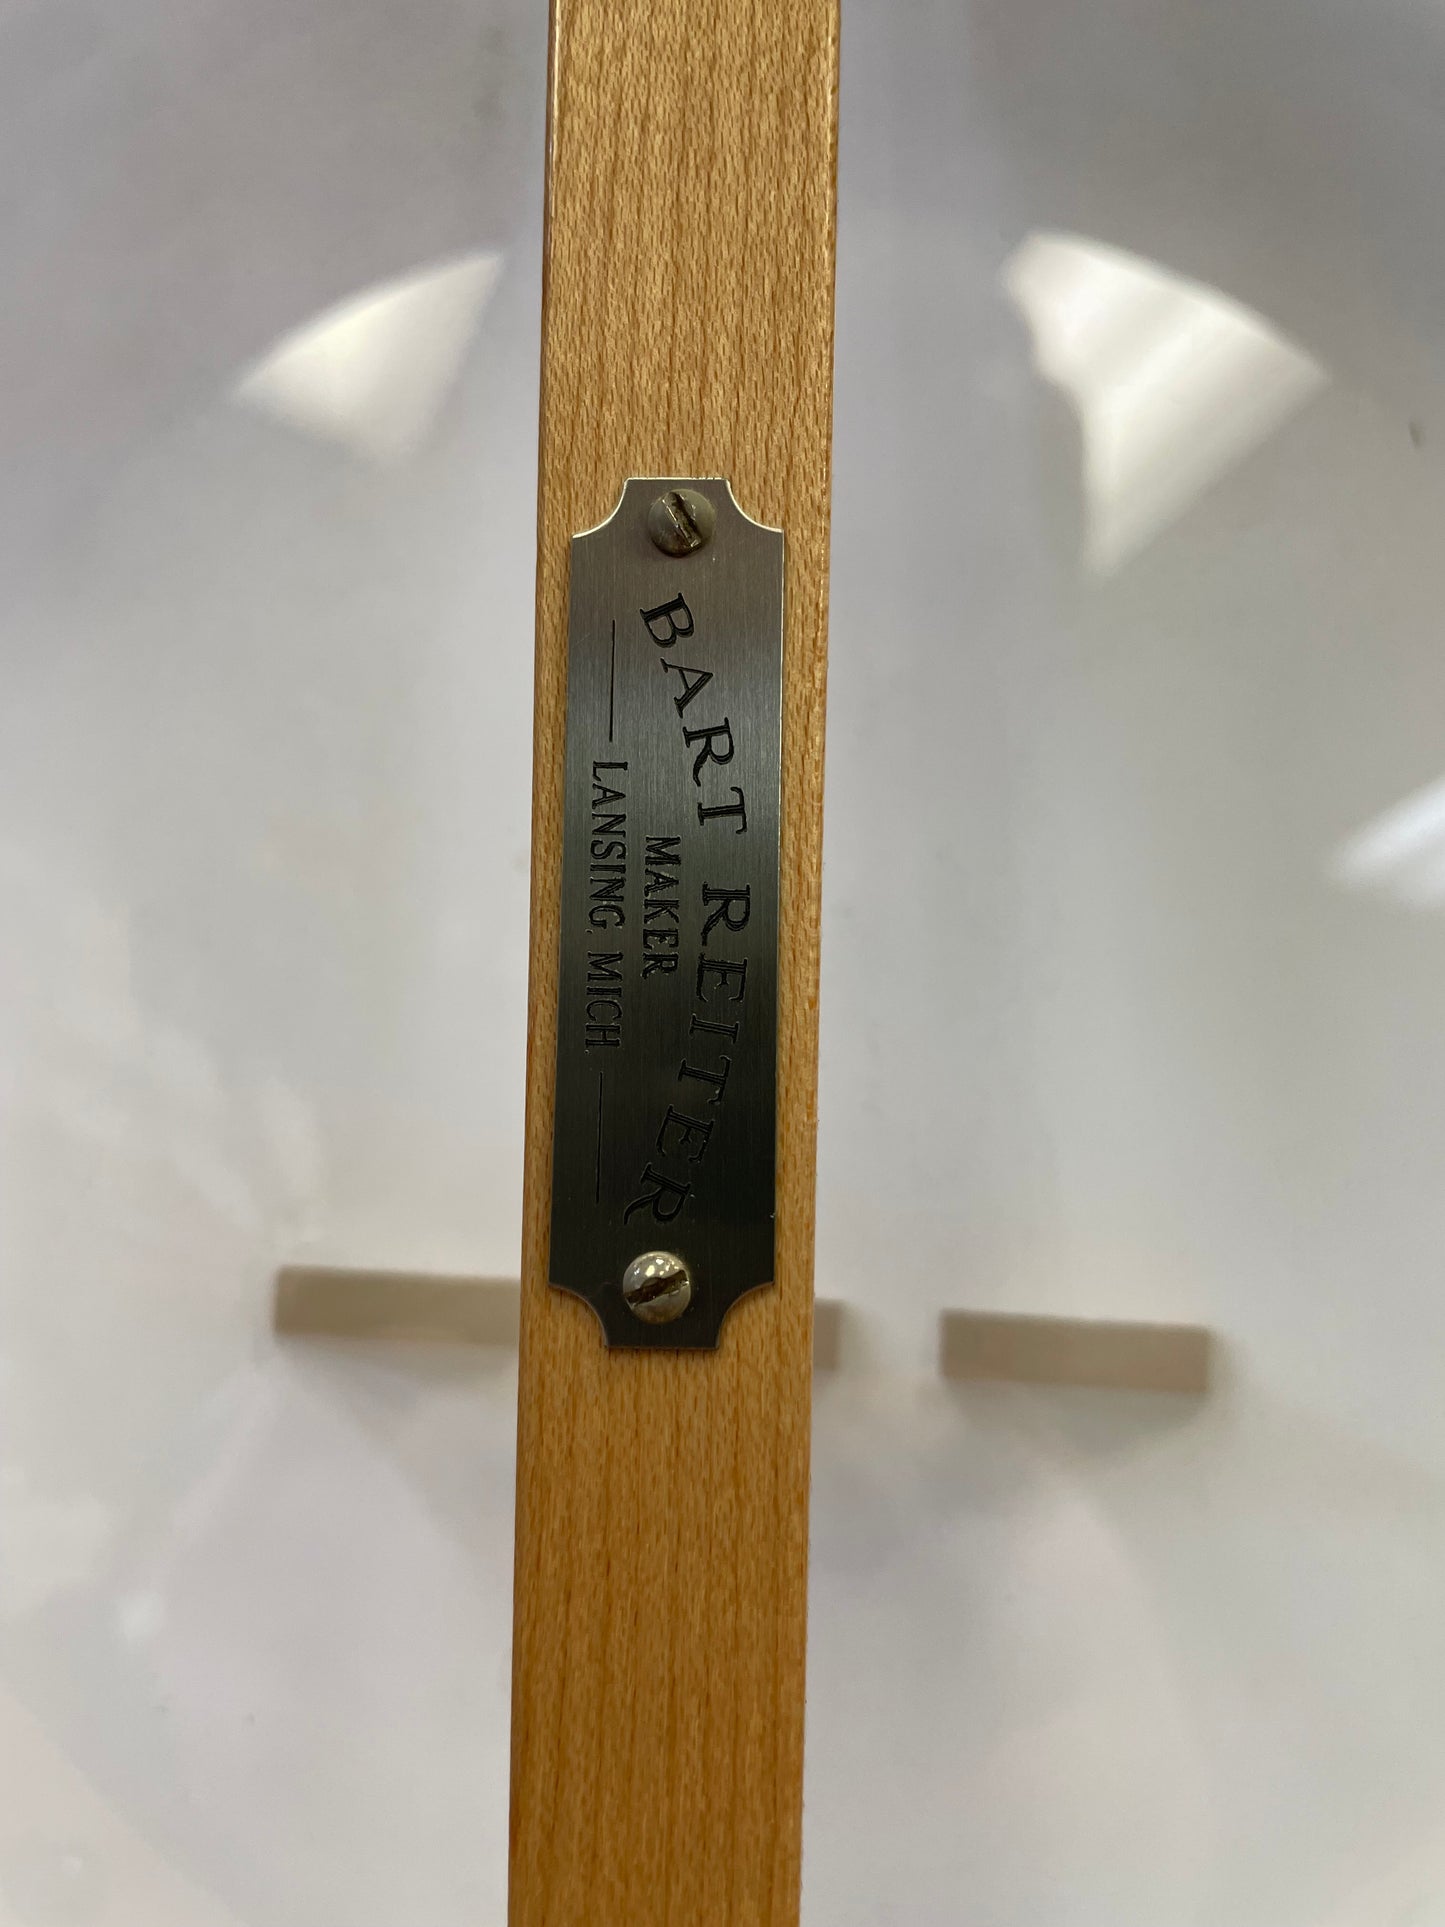 BART REITER
MAKER
LANSING, MICH.